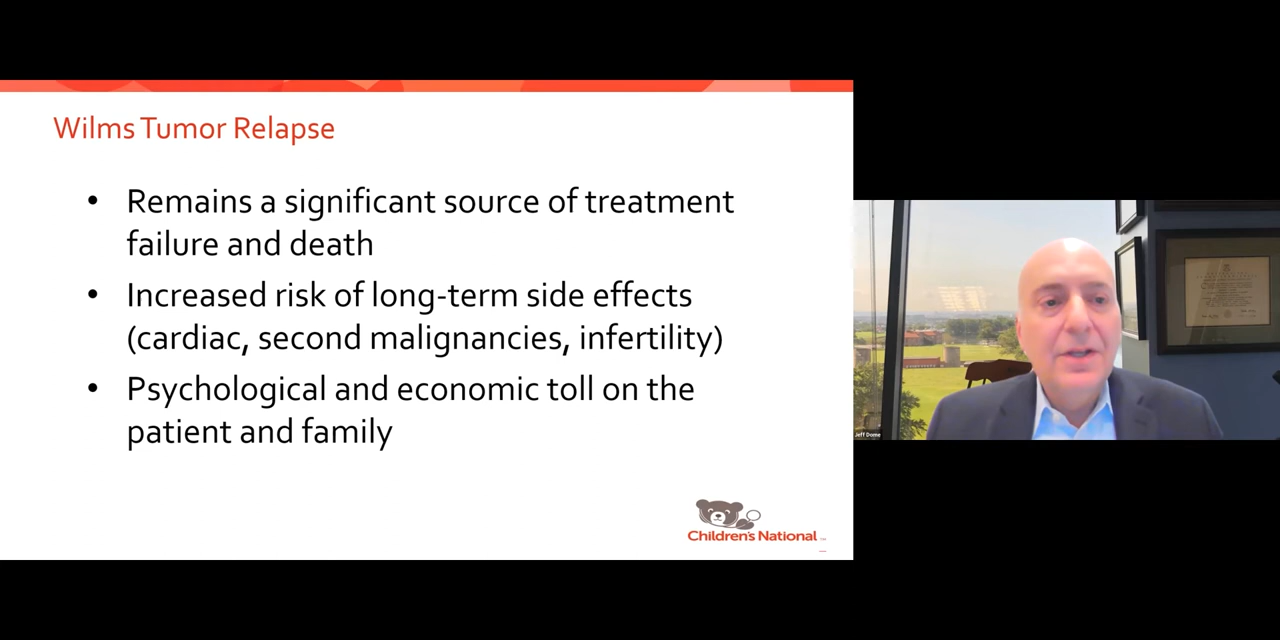 Wilms Tumor Relapse
• Remains a significant source of treatment
failure and death
• Increased risk of long-term side effects
(cardiac, second malignancies, infertility)
• Psychological and economic toll on the
patient and family
Children's National
Jeff Dome